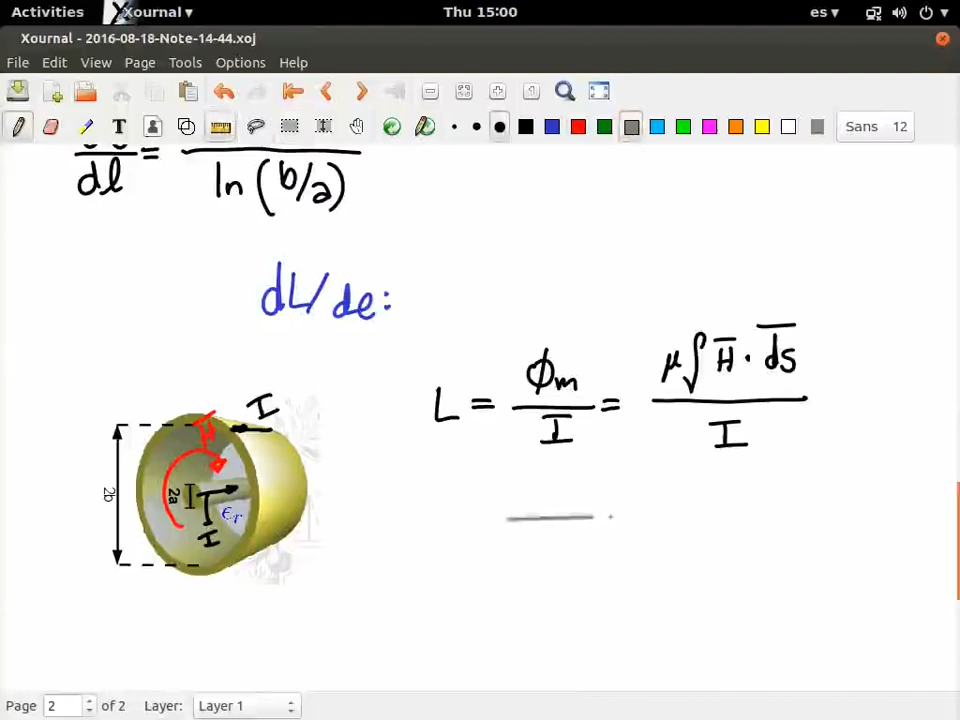 Activities Xournal ▾ Thu 15:00 es ▾
Xournal - 2016-08-18-Note-14-44.xoj
File Edit View Page Tools Options Help
Sans 12
dl = ln (b/a)
dL/de:
L = ϕm / I = μ∫H̄ · d̄s / I
I
H̄
2b
2a
εr
I
Page 2 of 2 Layer: Layer 1